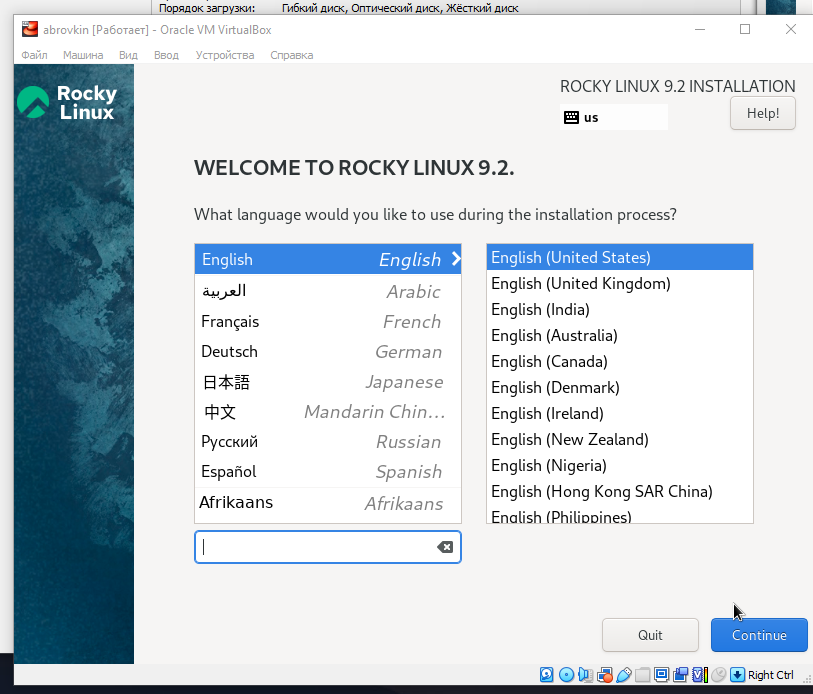 Порядок загрузки: Гибкий диск, Оптический диск, Жёсткий диск
abrovkin [Работает] - Oracle VM VirtualBox
Файл Машина Вид Ввод Устройства Справка
Rocky
Linux
ROCKY LINUX 9.2 INSTALLATION
us
Help!
WELCOME TO ROCKY LINUX 9.2.
What language would you like to use during the installation process?
English English
العربية Arabic
Français French
Deutsch German
日本語 Japanese
中文 Mandarin Chin...
Русский Russian
Español Spanish
Afrikaans Afrikaans
English (United States)
English (United Kingdom)
English (India)
English (Australia)
English (Canada)
English (Denmark)
English (Ireland)
English (New Zealand)
English (Nigeria)
English (Hong Kong SAR China)
English (Philippines)
Quit
Continue
Right Ctrl